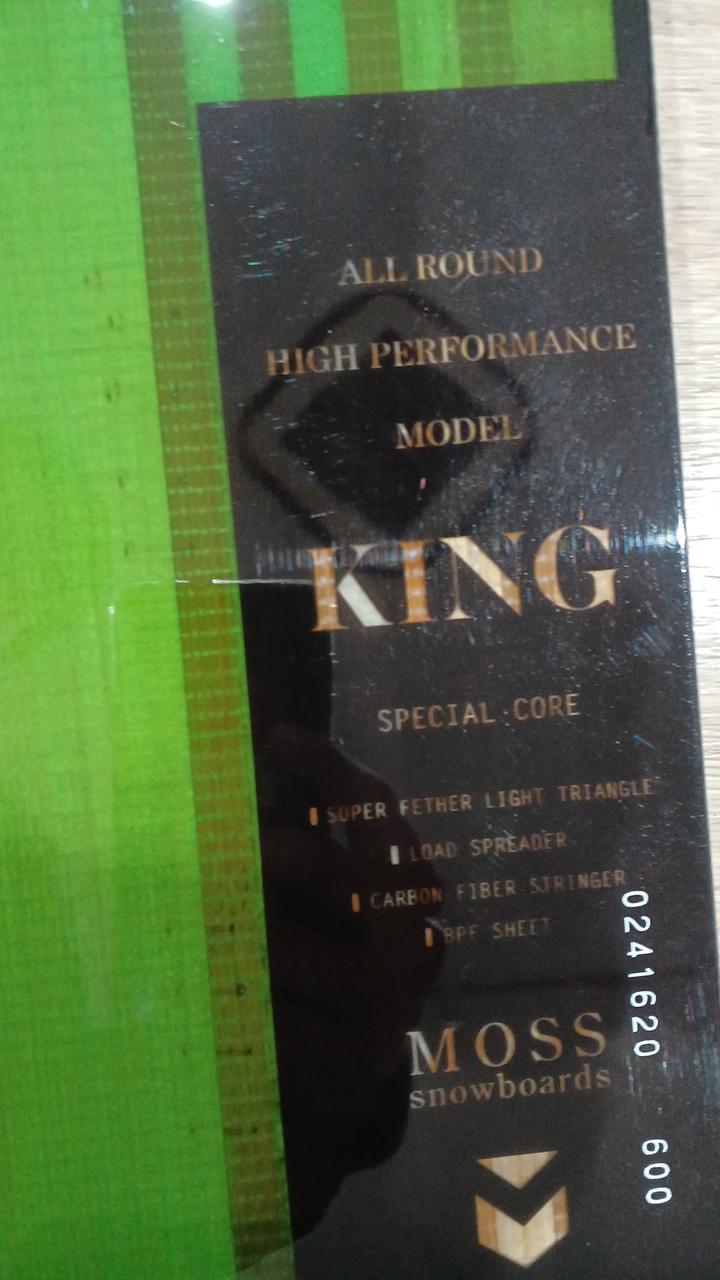 ALL ROUND
HIGH PERFORMANCE
MODEL
KING
SPECIAL CORE
SUPER FETHER LIGHT TRIANGLE
LOAD SPREADER
CARBON FIBER STRINGER
BPF SHEET
0241620 600
MOSS
snowboards